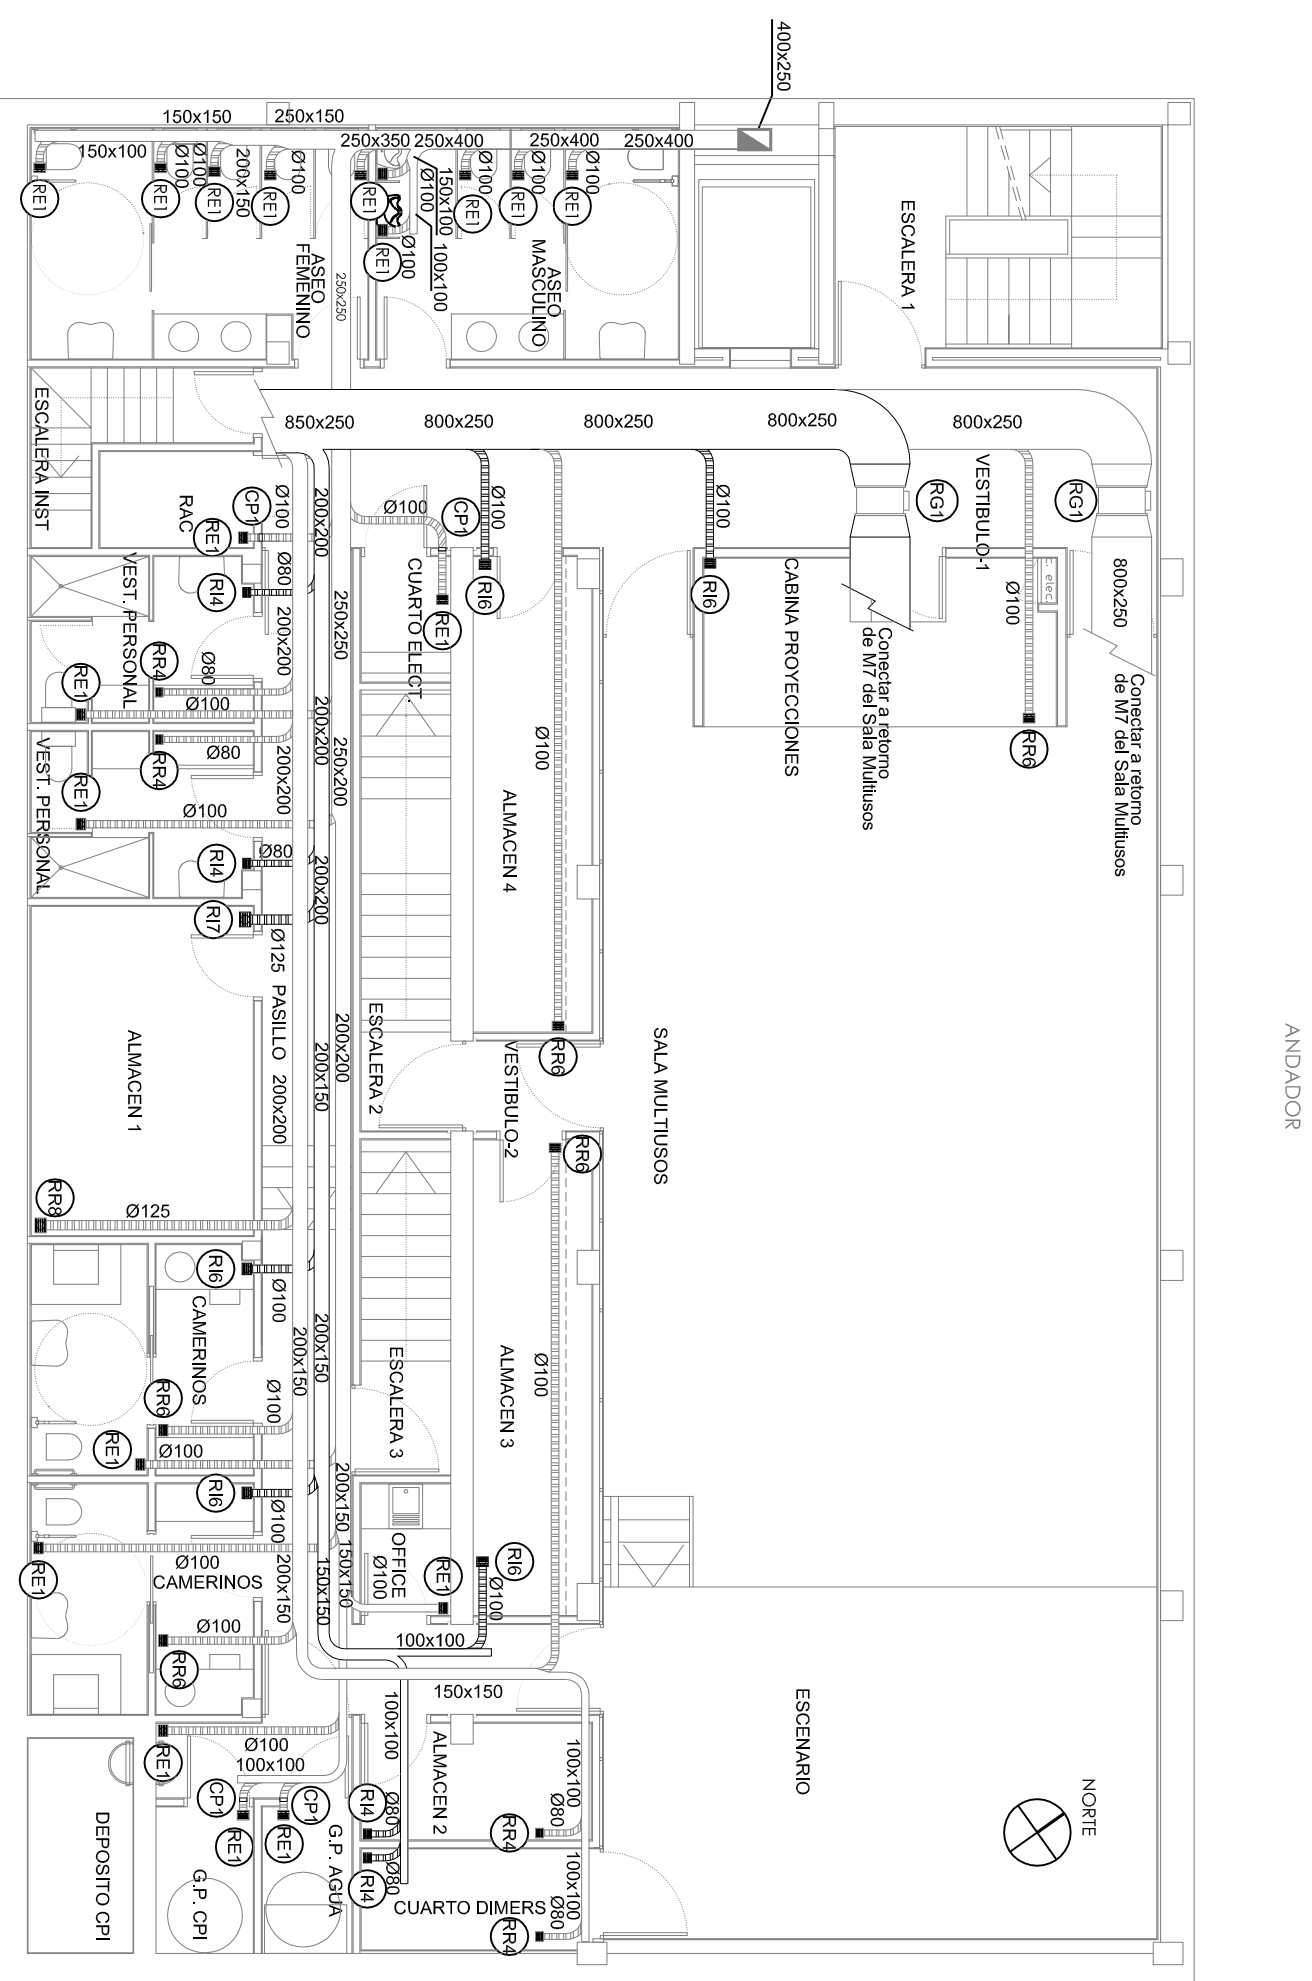 400x250
150x150
250x150
150x100
250x350
250x400
250x400
250x400
Ø100
Ø100
200x150
Ø100
150x100
Ø100
Ø100
Ø100
Ø100
RE1
RE1
RE1
RE1
RE1
RE1
RE1
RE1
RE1
Ø100
100x100
ASEO
FEMENINO
250x250
ASEO
MASCULINO
ESCALERA 1
ESCALERA INST
850x250
800x250
800x250
800x250
800x250
RAC
CP1
RE1
Ø100
200x200
Ø100
CP1
Ø100
Ø100
RG1
VESTIBULO-1
RG1
RI4
Ø80
CUARTO ELECT.
RE1
RI6
RI6
CABINA PROYECCIONES
Ø100
E. elec
800x250
VEST. PERSONAL
RR4
RE1
Ø80
Ø100
200x200
250x250
Conectar a retorno
de M7 del Sala Multiusos
Conectar a retorno
de M7 del Sala Multiusos
RR6
VEST. PERSONAL
RR4
RE1
Ø80
Ø100
200x200
200x200
250x200
Ø100
ALMACEN 4
RI4
Ø80
200x200
RI7
Ø125
PASILLO
200x200
200x150
200x200
ESCALERA 2
VESTIBULO-2
RR6
RR6
SALA MULTIUSOS
ANDADOR
ALMACEN 1
RR8
Ø125
RI6
Ø100
CAMERINOS
200x150
200x150
ESCALERA 3
ALMACEN 3
Ø100
RR6
Ø100
RE1
Ø100
RI6
Ø100
200x150
OFFICE
Ø100
RE1
RI6
Ø100
RE1
Ø100
CAMERINOS
200x150
150x150
150x150
Ø100
RR6
100x100
150x150
ESCENARIO
NORTE
RE1
Ø100
100x100
CP1
CP1
RE1
RE1
100x100
ALMACEN 2
RI4
Ø80
RR4
Ø80
100x100
DEPOSITO CPI
G.P. CPI
G.P. AGUA
RI4
Ø80
CUARTO DIMERS
Ø80
100x100
RR4